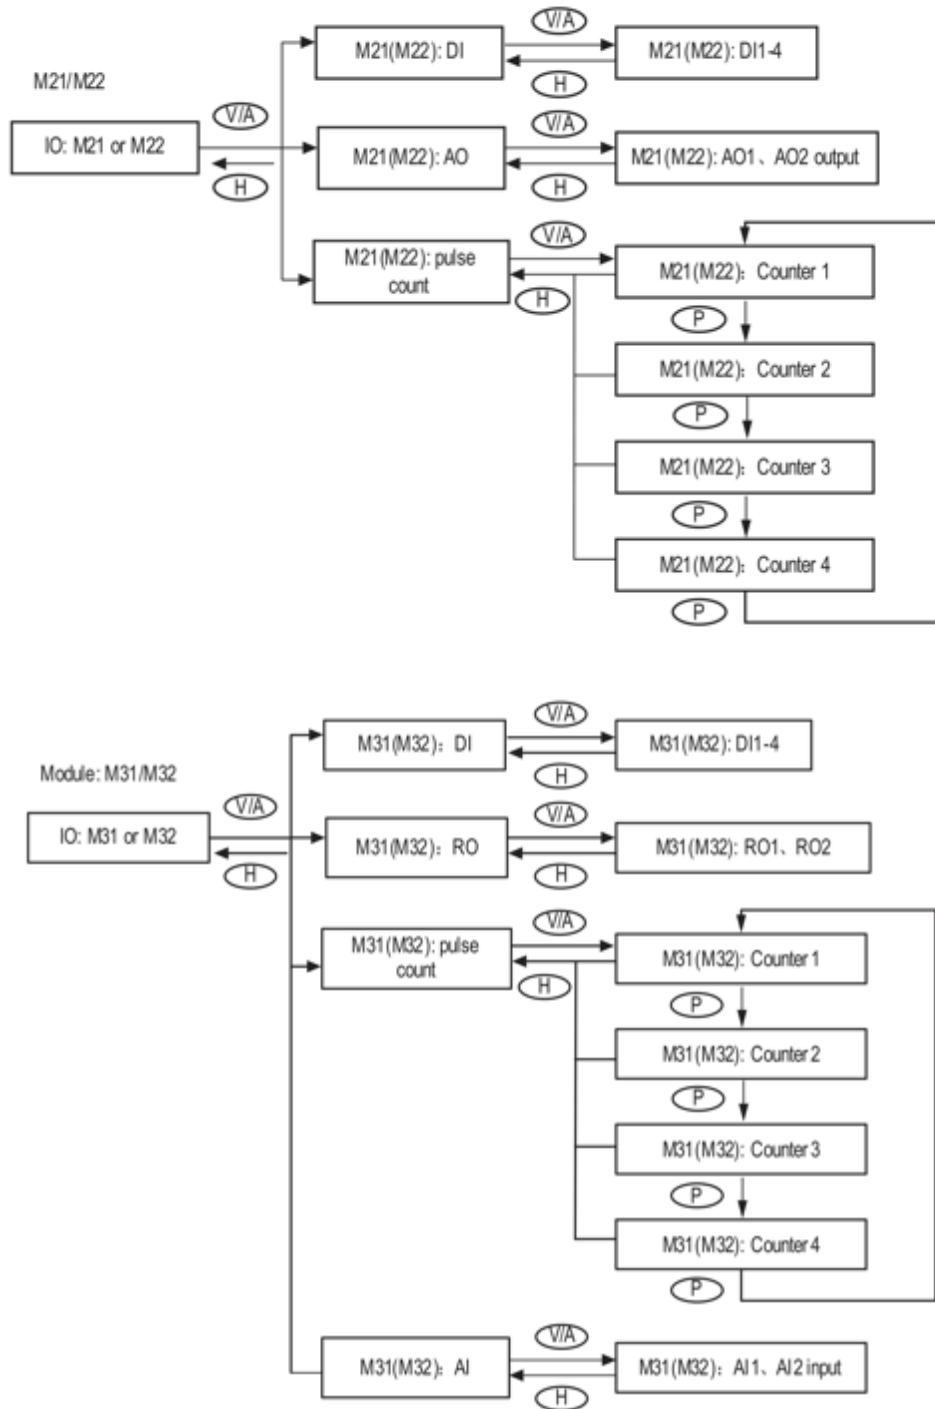 V/A
M21(M22): DI
M21(M22): DI1-4
H
M21/M22
V/A
V/A
IO: M21 or M22
M21(M22): AO
M21(M22): AO1、AO2 output
H
H
V/A
M21(M22): pulse
count
M21(M22)： Counter 1
H
P
M21(M22)： Counter 2
P
M21(M22)： Counter 3
P
M21(M22)： Counter 4
P
V/A
M31(M32)： DI
M31(M32): DI1-4
H
Module: M31/M32
V/A
V/A
IO: M31 or M32
M31(M32)： RO
M31(M32): RO1、RO2
H
H
V/A
M31(M32): pulse
count
M31(M32): Counter 1
H
P
M31(M32): Counter 2
P
M31(M32): Counter 3
P
M31(M32): Counter 4
P
V/A
M31(M32)： AI
M31(M32)： AI1、AI2 input
H